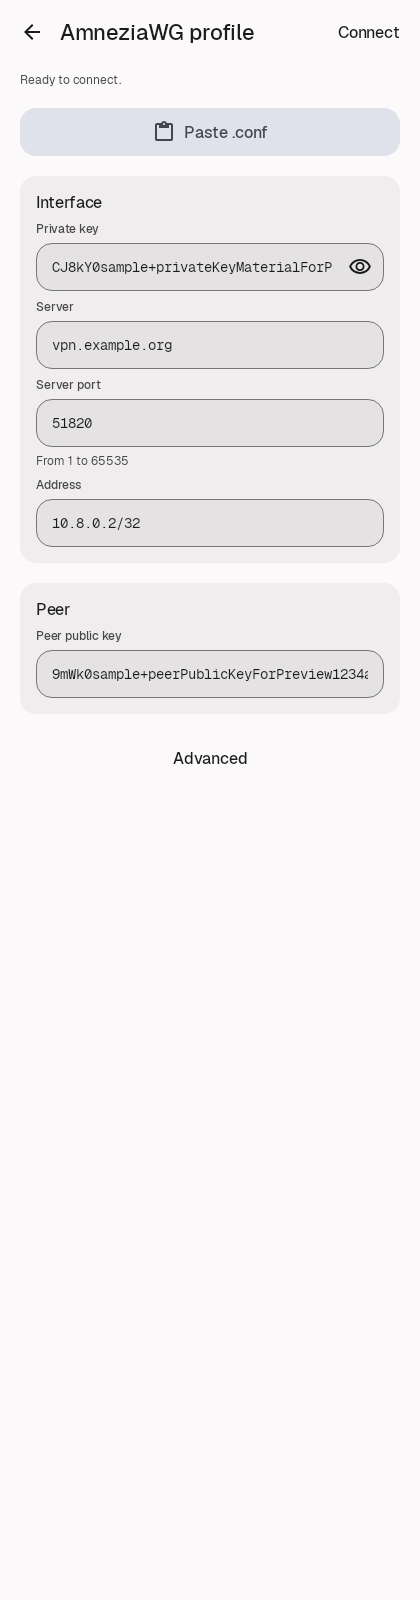 AmneziaWG profile
Connect
Ready to connect.
Paste .conf
Interface
Private key
CJ8kY0sample+privateKeyMaterialForP
Server
vpn.example.org
Server port
51820
From 1 to 65535
Address
10.8.0.2/32
Peer
Peer public key
9mWk0sample+peerPublicKeyForPreview1234a
Advanced